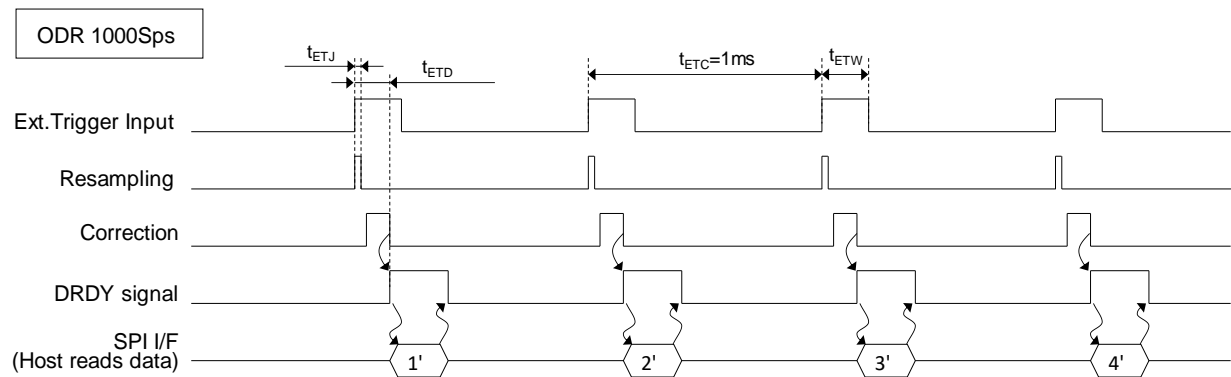 ODR 1000Sps
tETJ
tETD
tETC=1ms
tETW
Ext.Trigger Input
Resampling
Correction
DRDY signal
SPI I/F
(Host reads data)
1' 2' 3' 4'